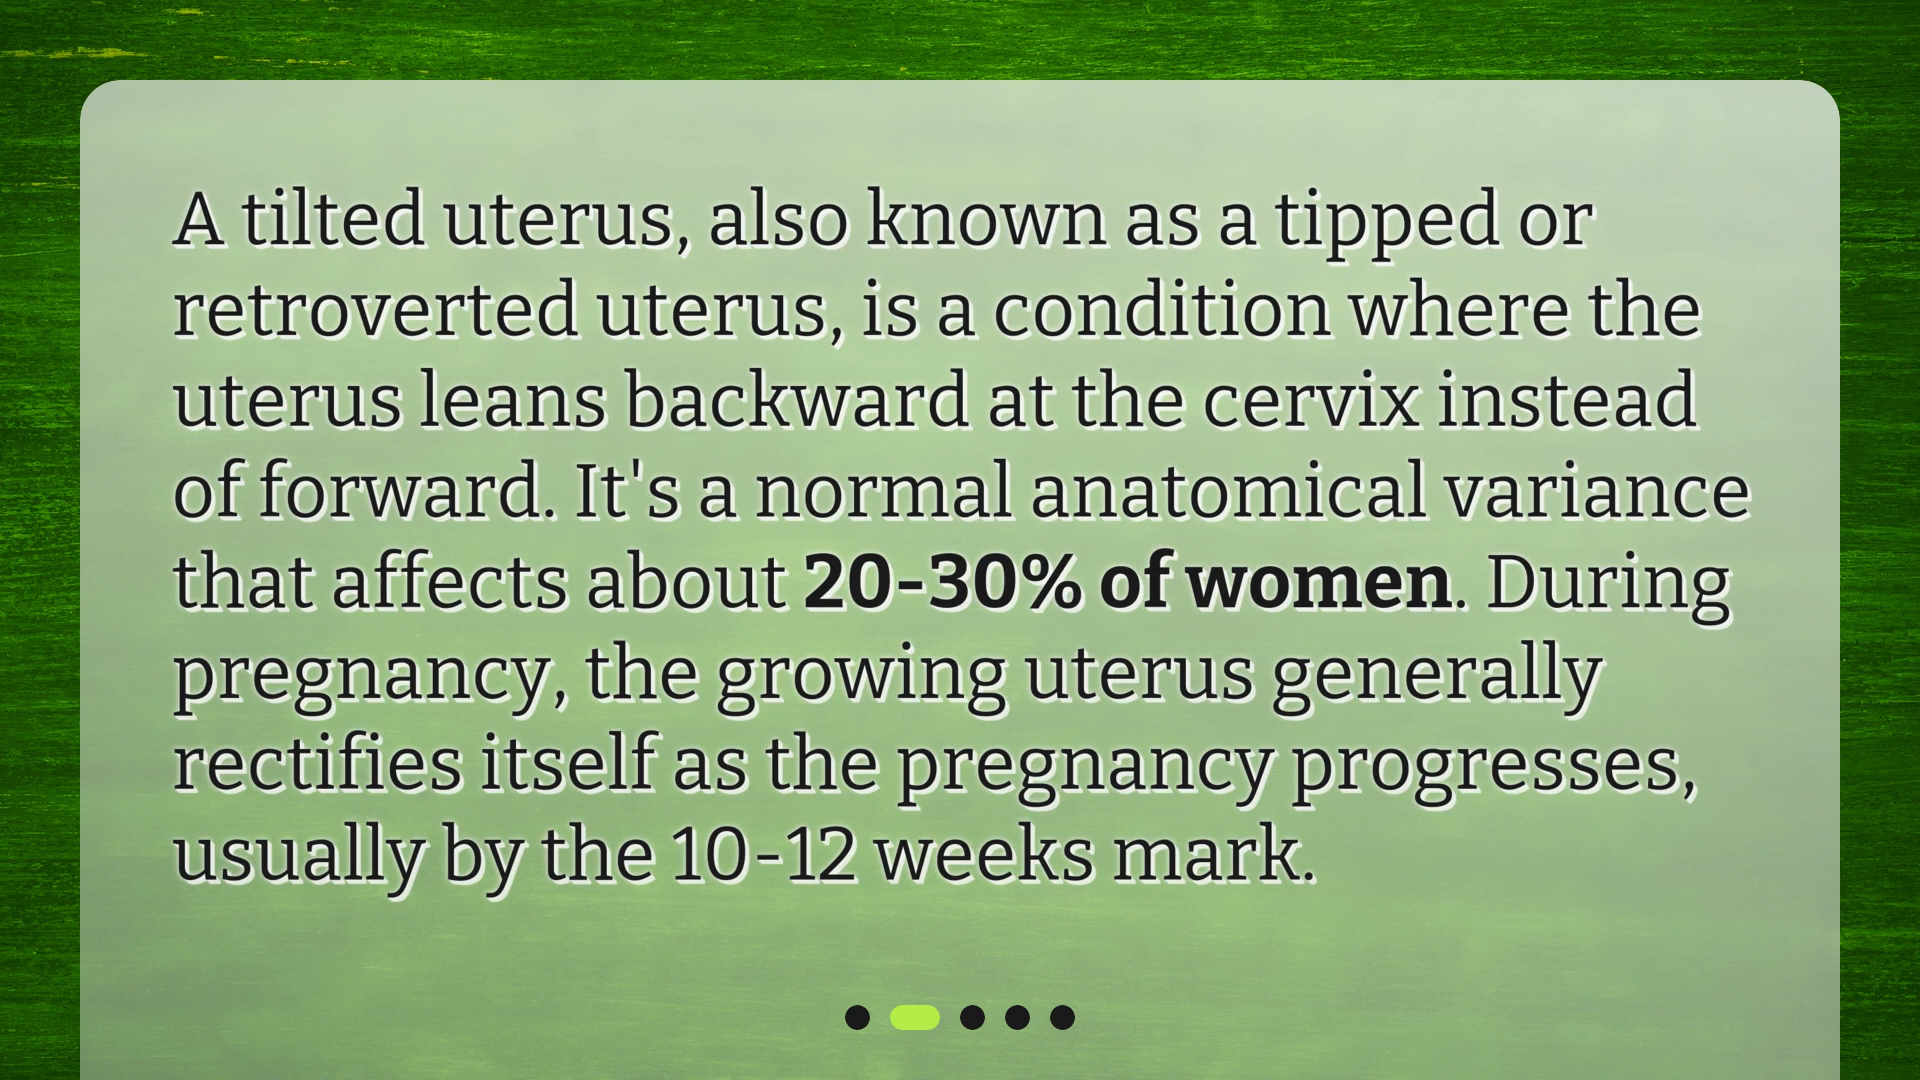 A tilted uterus, also known as a tipped or
retroverted uterus, is a condition where the
uterus leans backward at the cervix instead
of forward. It's a normal anatomical variance
that affects about 20-30% of women. During
pregnancy, the growing uterus generally
rectifies itself as the pregnancy progresses,
usually by the 10-12 weeks mark.